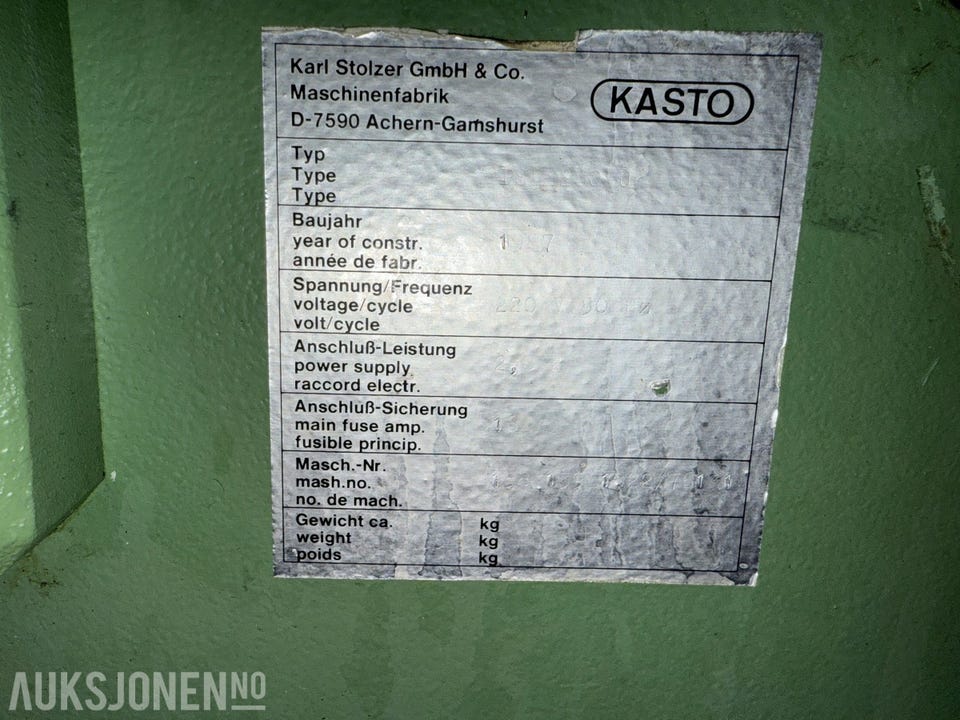 Karl Stolzer GmbH & Co.
Maschinenfabrik
D-7590 Achern-Gamshurst
KASTO
Typ
Type
Type
Baujahr
year of constr.
année de fabr.
Spannung/Frequenz
voltage/cycle
volt/cycle
Anschluß-Leistung
power supply
raccord electr.
Anschluß-Sicherung
main fuse amp.
fusible princip.
Masch.-Nr.
mash.no.
no. de mach.
Gewicht ca. kg
weight kg
poids kg
AUKSJONEN NO